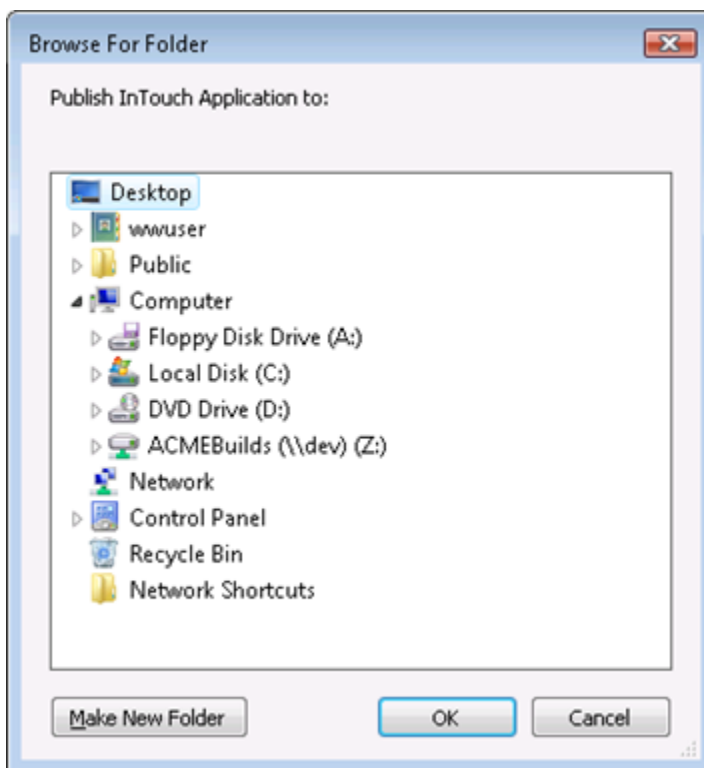 Browse For Folder
Publish InTouch Application to:
Desktop
wwuser
Public
Computer
Floppy Disk Drive (A:)
Local Disk (C:)
DVD Drive (D:)
ACMEBuilds (\\dev) (Z:)
Network
Control Panel
Recycle Bin
Network Shortcuts
Make New Folder OK Cancel